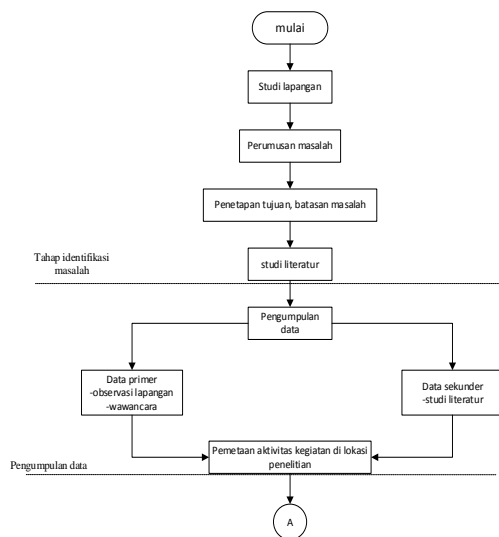 mulai
Studi lapangan
Perumusan masalah
Penetapan tujuan, batasan masalah
studi literatur
Tahap identifikasi
masalah
Pengumpulan
data
Data primer
-observasi lapangan
-wawancara
Data sekunder
-studi literatur
Pemetaan aktivitas kegiatan di lokasi
penelitian
Pengumpulan data
A